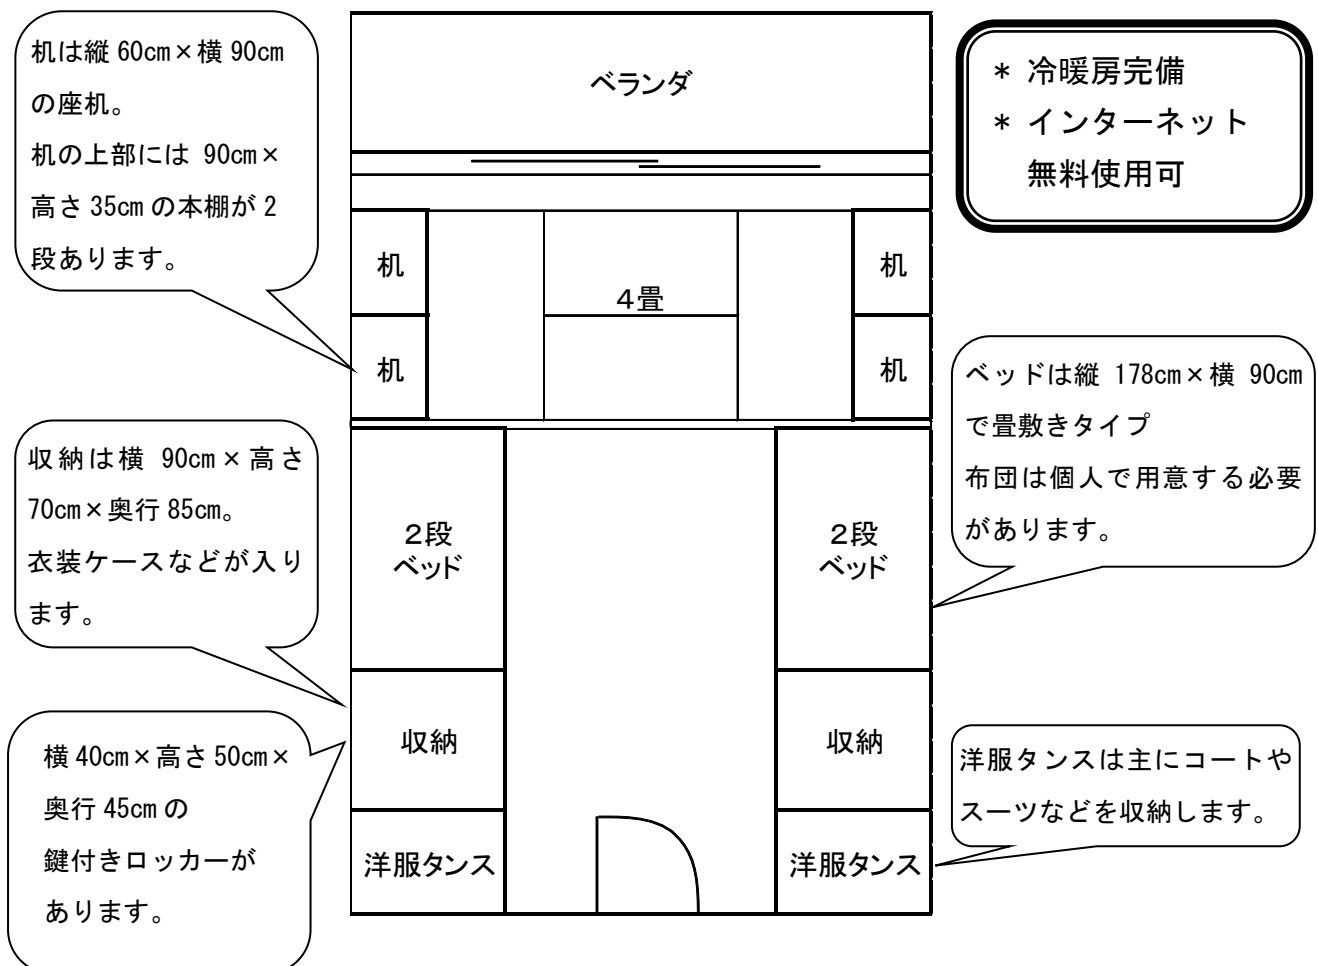 机は縦 60cm×横 90cm
の座机。
机の上部には 90cm×
高さ 35cm の本棚が 2
段あります。
ベランダ
* 冷暖房完備
* インターネット
無料使用可
机
机
4畳
机
机
ベッドは縦 178cm×横 90cm
で畳敷きタイプ
布団は個人で用意する必要
があります。
収納は横 90cm×高さ
70cm×奥行 85cm。
衣装ケースなどが入り
ます。
2段
ベッド
2段
ベッド
収納
収納
横 40cm×高さ 50cm×
奥行 45cm の
鍵付きロッカーが
あります。
洋服タンスは主にコートや
スーツなどを収納します。
洋服タンス
洋服タンス